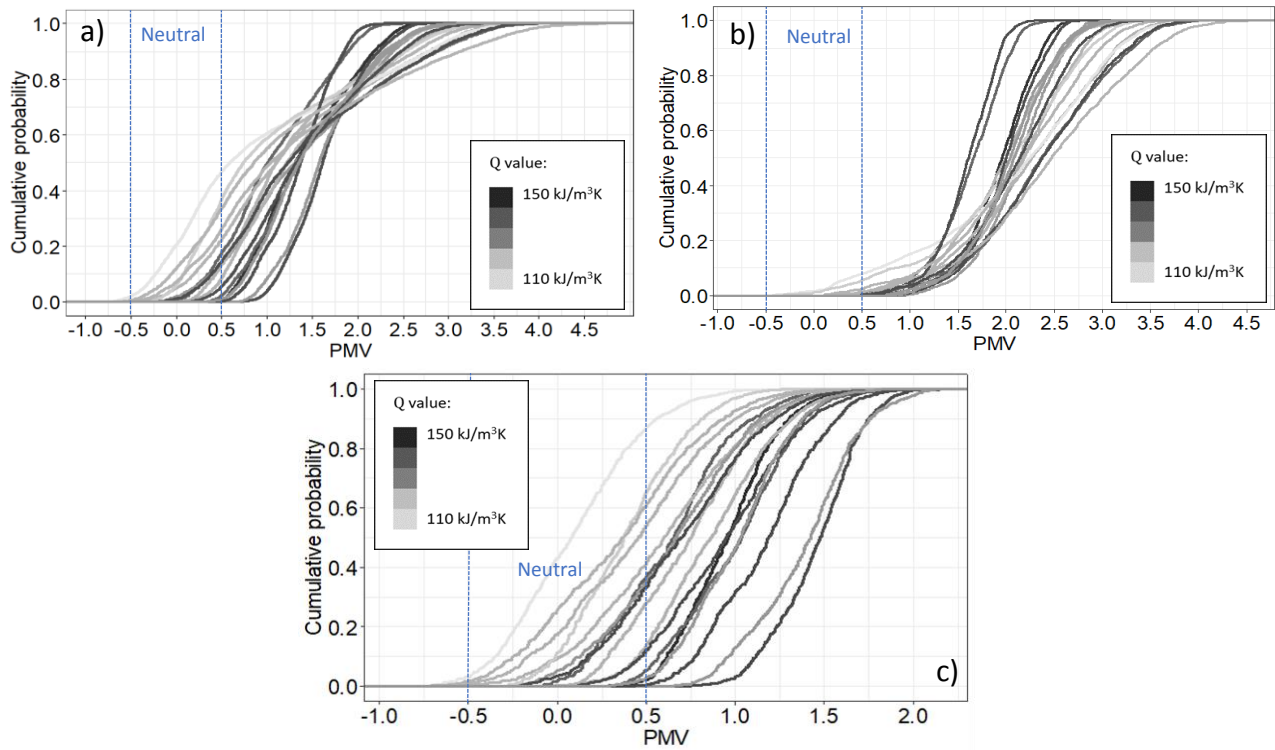 a)
Neutral
Cumulative probability
1.0
0.8
0.6
0.4
0.2
0.0
Q value:
150 kJ/m³K
110 kJ/m³K
-1.0 -0.5 0.0 0.5 1.0 1.5 2.0 2.5 3.0 3.5 4.0 4.5
PMV
b)
Neutral
Cumulative probability
1.0
0.8
0.6
0.4
0.2
0.0
Q value:
150 kJ/m³K
110 kJ/m³K
-1.0 -0.5 0.0 0.5 1.0 1.5 2.0 2.5 3.0 3.5 4.0 4.5
PMV
Q value:
150 kJ/m³K
110 kJ/m³K
Neutral
Cumulative probability
1.0
0.8
0.6
0.4
0.2
0.0
c)
-1.0 -0.5 0.0 0.5 1.0 1.5 2.0
PMV